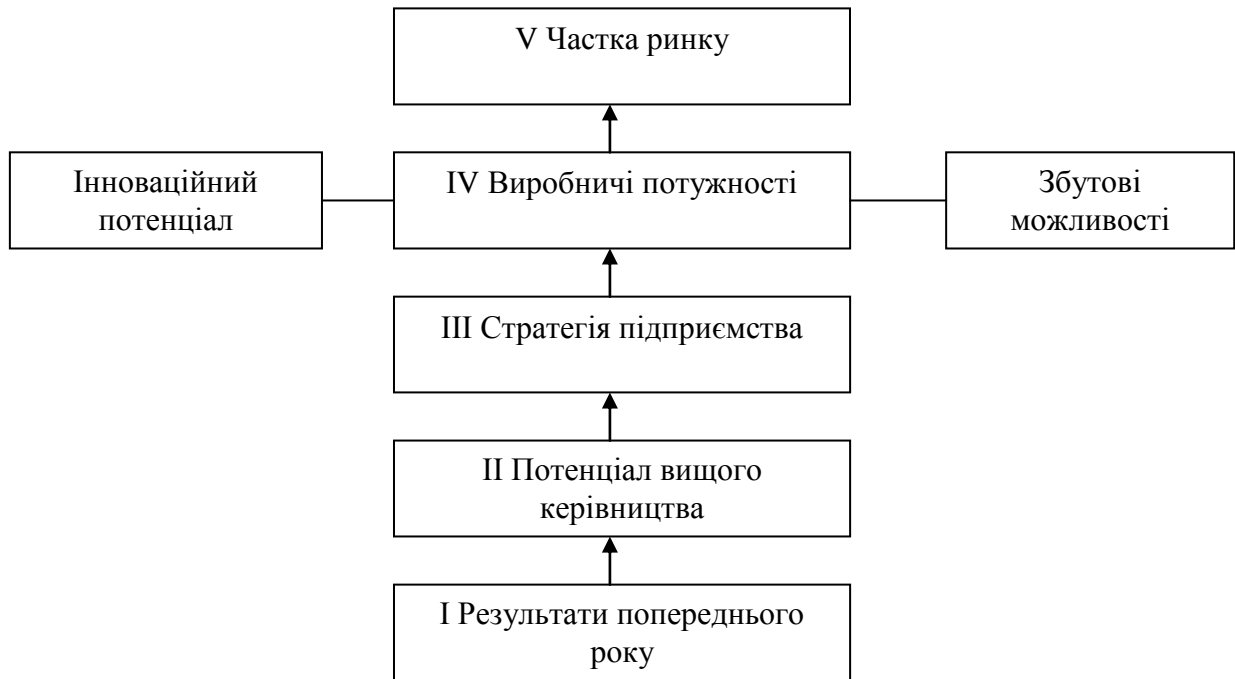 V Частка ринку
Інноваційний
потенціал
IV Виробничі потужності
Збутові
можливості
III Стратегія підприємства
II Потенціал вищого
керівництва
I Результати попереднього
року